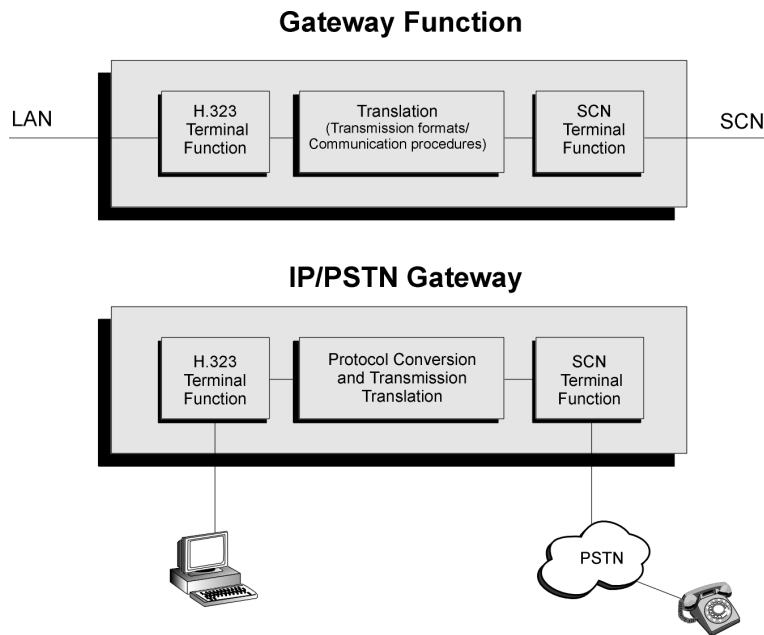 Gateway Function
LAN
H.323
Terminal
Function
Translation
(Transmission formats/
Communication procedures)
SCN
Terminal
Function
SCN
IP/PSTN Gateway
H.323
Terminal
Function
Protocol Conversion
and Transmission
Translation
SCN
Terminal
Function
PSTN